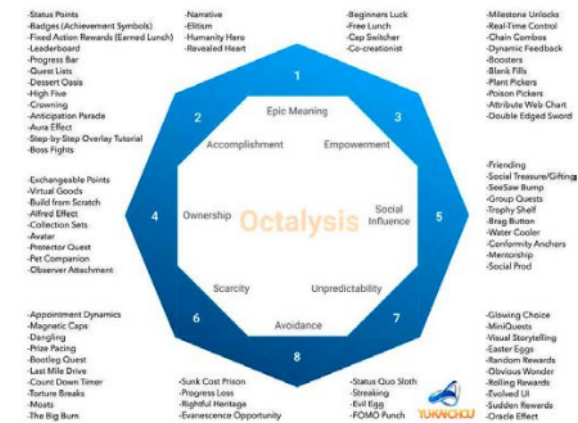 -Status Points
-Badges (Achievement Symbols)
-Fixed Action Rewards (Earned Lunch)
-Leaderboard
-Progress Bar
-Quest Lists
-Dessert Oasis
-High Five
-Crowning
-Anticipation Parade
-Aura Effect
-Step-by-Step Overlay Tutorial
-Boss Fights
-Narrative
-Elitism
-Humanity Hero
-Revealed Heart
-Beginners Luck
-Free Lunch
-Cap Switcher
-Co-creationist
-Milestone Unlocks
-Real-Time Control
-Chain Combos
-Dynamic Feedback
-Boosters
-Blank Fills
-Plant Pickers
-Poison Pickers
-Attribute Web Chart
-Double Edged Sword
1
Epic Meaning
2
Accomplishment
3
Empowerment
-Exchangeable Points
-Virtual Goods
-Build from Scratch
-Alfred Effect
-Collection Sets
-Avatar
-Protector Quest
-Pet Companion
-Observer Attachment
4
Ownership
Octalysis
Social
Influence
5
-Friending
-Social Treasure/Gifting
-SeeSaw Bump
-Group Quests
-Trophy Shelf
-Brag Button
-Water Cooler
-Conformity Anchors
-Mentorship
-Social Prod
Scarcity
6
Unpredictability
7
Avoidance
8
-Appointment Dynamics
-Magnetic Caps
-Dangling
-Prize Pacing
-Bootleg Quest
-Last Mile Drive
-Count Down Timer
-Torture Breaks
-Moats
-The Big Burn
-Sunk Cost Prison
-Progress Loss
-Rightful Heritage
-Evanescence Opportunity
-Status Quo Sloth
-Streaking
-Evil Egg
-FOMO Punch
YUKAICHOU
-Glowing Choice
-MiniQuests
-Visual Storytelling
-Easter Eggs
-Random Rewards
-Obvious Wonder
-Rolling Rewards
-Evolved UI
-Sudden Rewards
-Oracle Effect